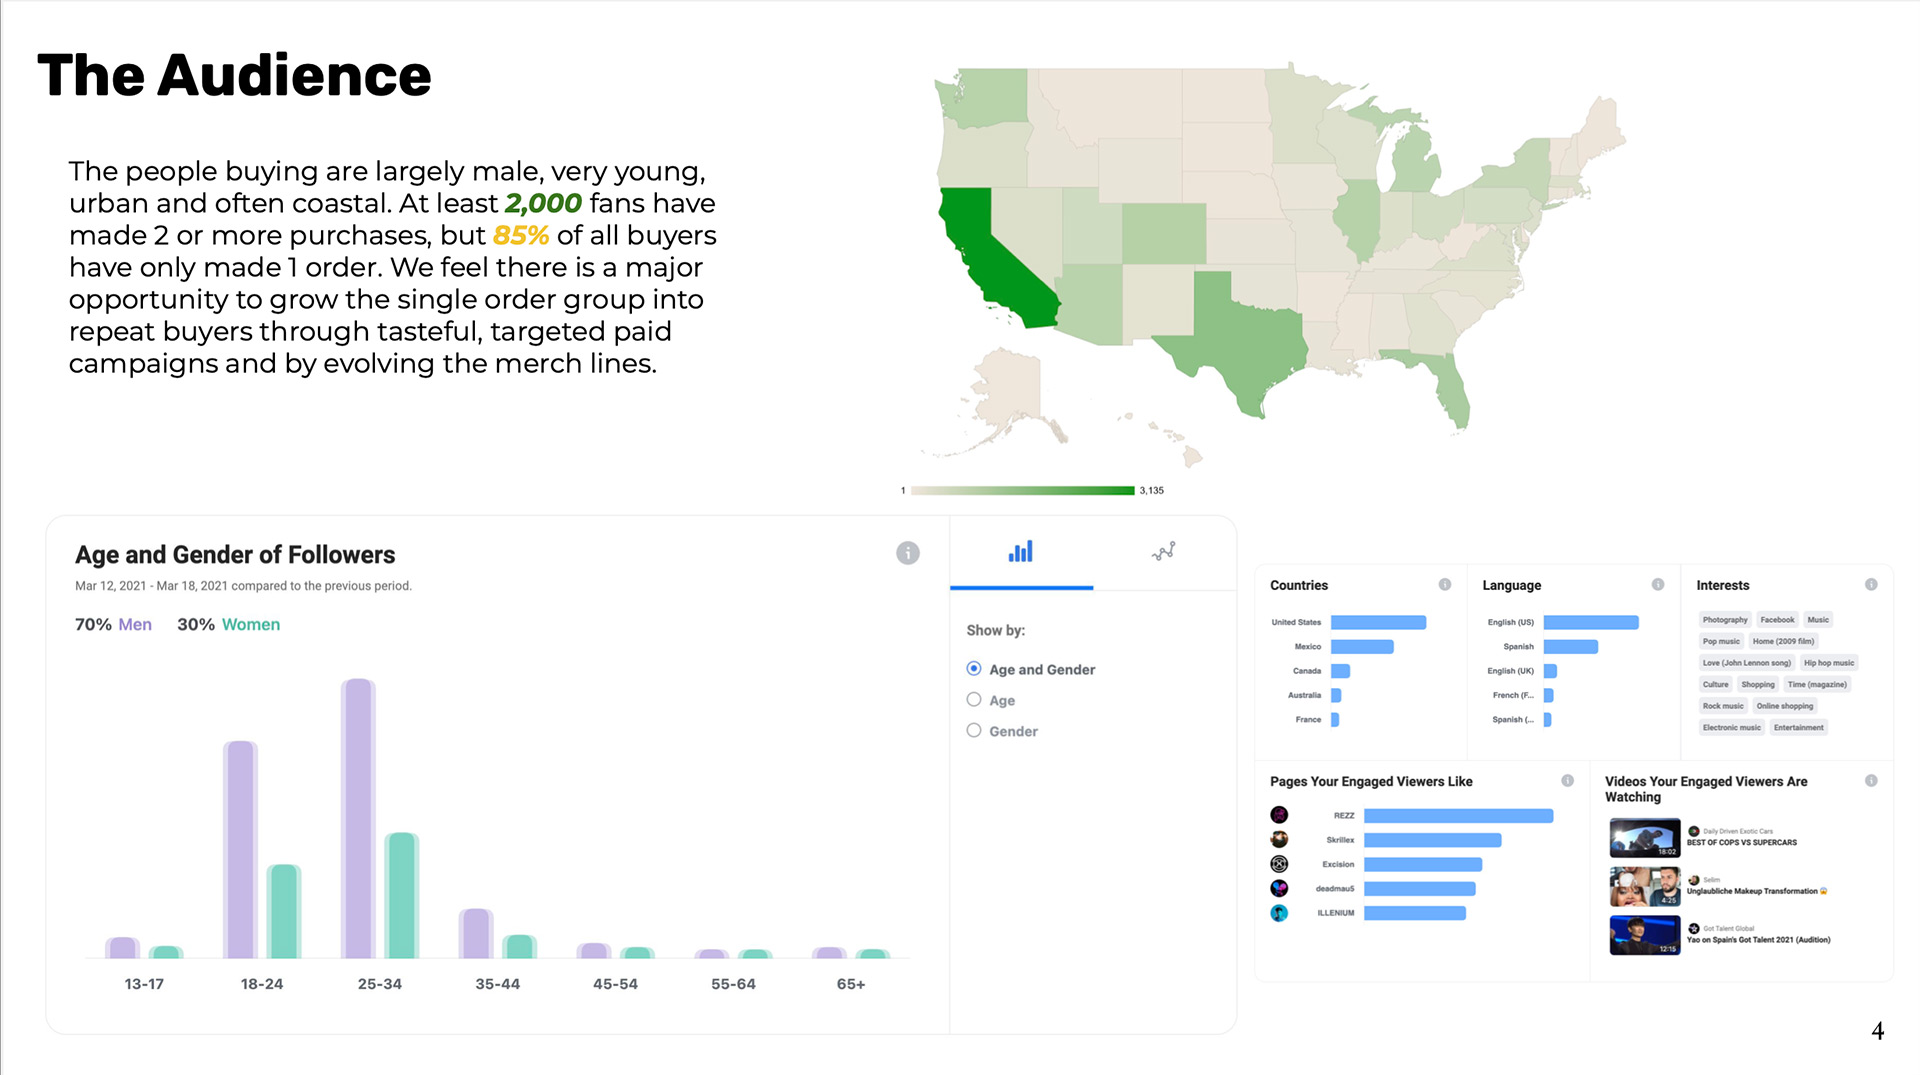 The Audience
The people buying are largely male, very young,
urban and often coastal. At least 2,000 fans have
made 2 or more purchases, but 85% of all buyers
have only made 1 order. We feel there is a major
opportunity to grow the single order group into
repeat buyers through tasteful, targeted paid
campaigns and by evolving the merch lines.
1 3,135
Age and Gender of Followers
Mar 12, 2021 - Mar 18, 2021 compared to the previous period.
70% Men 30% Women
13-17 18-24 25-34 35-44 45-54 55-64 65+
Show by:
Age and Gender
Age
Gender
Countries
United States
Mexico
Canada
Australia
France
Language
English (US)
Spanish
English (UK)
French (F...
Spanish (...
Interests
Photography Facebook Music
Pop music Home (2009 film)
Love (John Lennon song) Hip hop music
Culture Shopping Time (magazine)
Rock music Online shopping
Electronic music Entertainment
Pages Your Engaged Viewers Like
REZZ
Skrillex
Excision
deadmau5
ILLENIUM
Videos Your Engaged Viewers Are
Watching
Daily Driven Exotic Cars
BEST OF COPS VS SUPERCARS
18:02
Selim
Unglaubliche Makeup Transformation 😱
4:25
Got Talent Global
Yao on Spain's Got Talent 2021 (Audition)
12:15
4